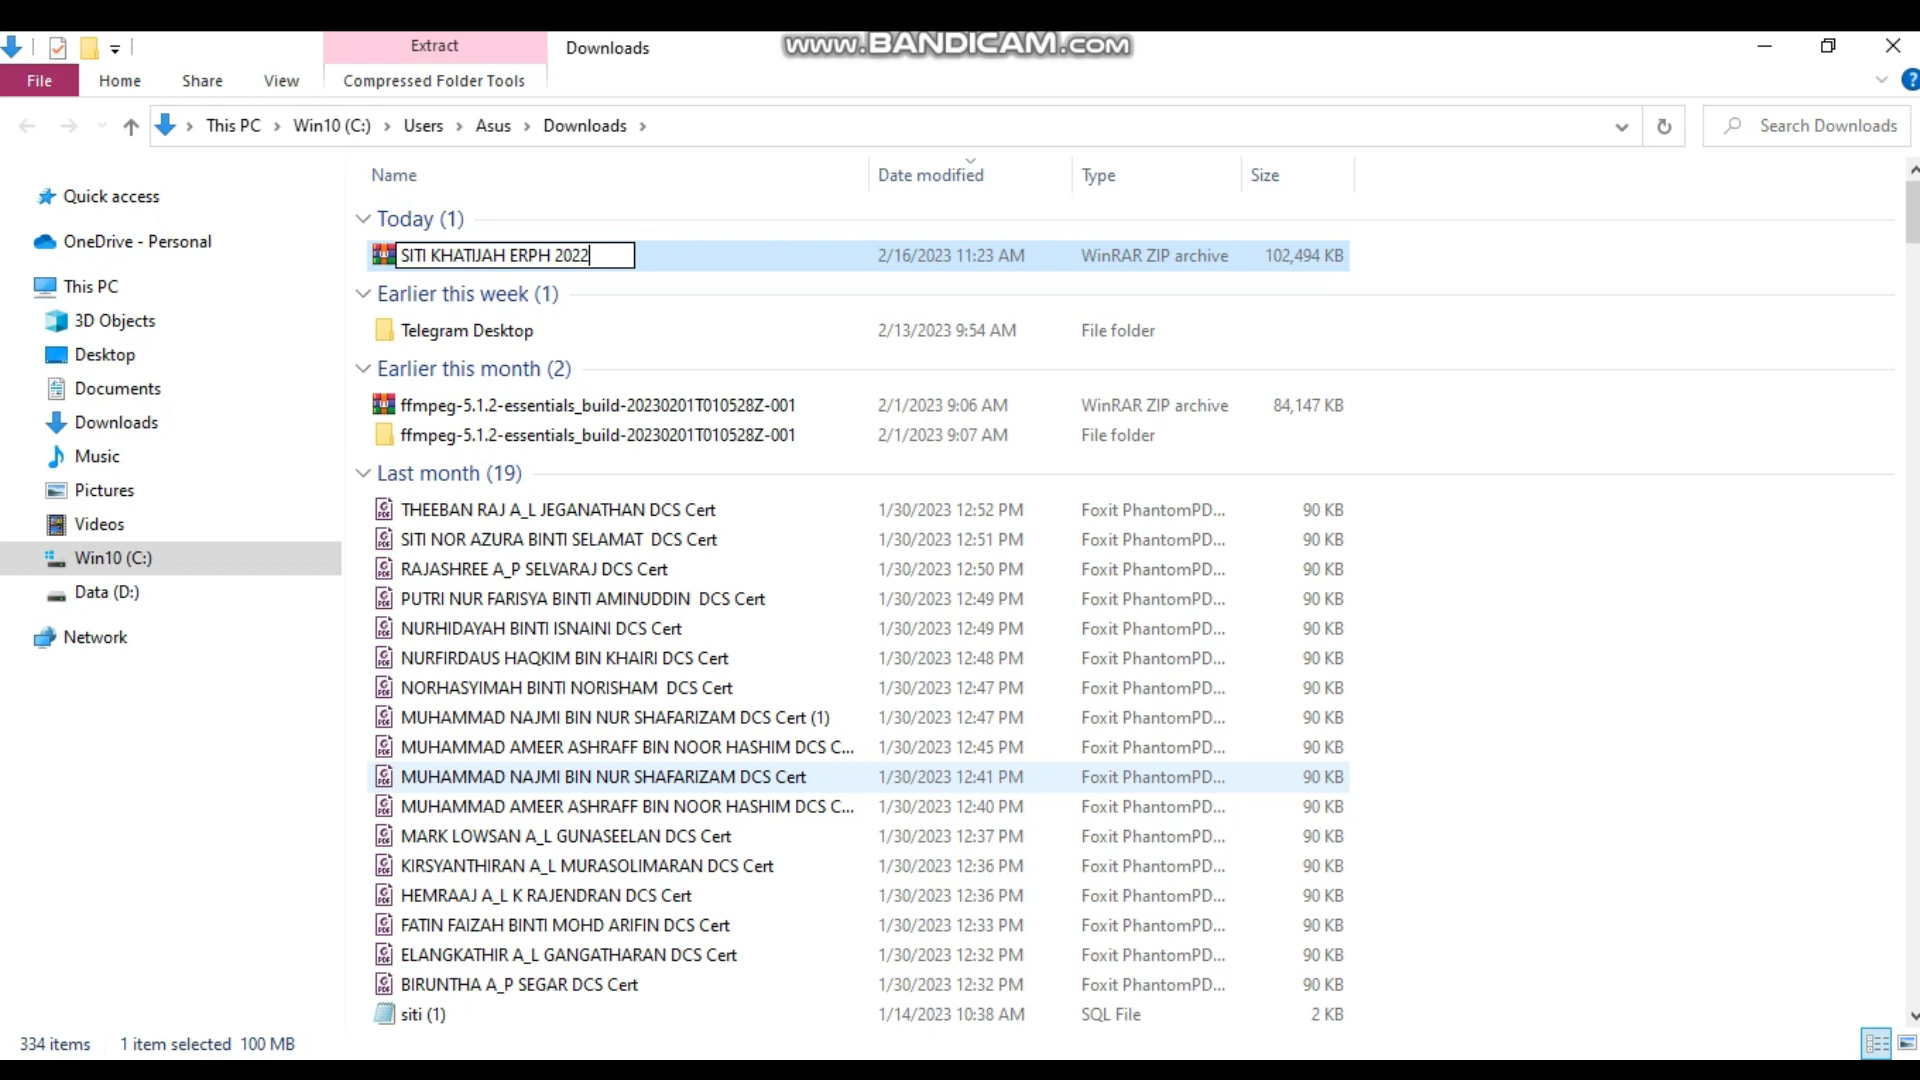 www.BANDICAM.com
Extract
Downloads
File
Home
Share
View
Compressed Folder Tools
This PC > Win10 (C:) > Users > Asus > Downloads >
Search Downloads
Name
Date modified
Type
Size
Quick access
OneDrive - Personal
This PC
3D Objects
Desktop
Documents
Downloads
Music
Pictures
Videos
Win10 (C:)
Data (D:)
Network
Today (1)
SITI KHATIJAH ERPH 2022 2/16/2023 11:23 AM WinRAR ZIP archive 102,494 KB
Earlier this week (1)
Telegram Desktop 2/13/2023 9:54 AM File folder
Earlier this month (2)
ffmpeg-5.1.2-essentials_build-20230201T010528Z-001 2/1/2023 9:06 AM WinRAR ZIP archive 84,147 KB
ffmpeg-5.1.2-essentials_build-20230201T010528Z-001 2/1/2023 9:07 AM File folder
Last month (19)
THEEBAN RAJ A_L JEGANATHAN DCS Cert 1/30/2023 12:52 PM Foxit PhantomPD... 90 KB
SITI NOR AZURA BINTI SELAMAT  DCS Cert 1/30/2023 12:51 PM Foxit PhantomPD... 90 KB
RAJASHREE A_P SELVARAJ DCS Cert 1/30/2023 12:50 PM Foxit PhantomPD... 90 KB
PUTRI NUR FARISYA BINTI AMINUDDIN  DCS Cert 1/30/2023 12:49 PM Foxit PhantomPD... 90 KB
NURHIDAYAH BINTI ISNAINI DCS Cert 1/30/2023 12:49 PM Foxit PhantomPD... 90 KB
NURFIRDAUS HAQKIM BIN KHAIRI DCS Cert 1/30/2023 12:48 PM Foxit PhantomPD... 90 KB
NORHASYIMAH BINTI NORISHAM  DCS Cert 1/30/2023 12:47 PM Foxit PhantomPD... 90 KB
MUHAMMAD NAJMI BIN NUR SHAFARIZAM DCS Cert (1) 1/30/2023 12:47 PM Foxit PhantomPD... 90 KB
MUHAMMAD AMEER ASHRAFF BIN NOOR HASHIM DCS C... 1/30/2023 12:45 PM Foxit PhantomPD... 90 KB
MUHAMMAD NAJMI BIN NUR SHAFARIZAM DCS Cert 1/30/2023 12:41 PM Foxit PhantomPD... 90 KB
MUHAMMAD AMEER ASHRAFF BIN NOOR HASHIM DCS C... 1/30/2023 12:40 PM Foxit PhantomPD... 90 KB
MARK LOWSAN A_L GUNASEELAN DCS Cert 1/30/2023 12:37 PM Foxit PhantomPD... 90 KB
KIRSYANTHIRAN A_L MURASOLIMARAN DCS Cert 1/30/2023 12:36 PM Foxit PhantomPD... 90 KB
HEMRAAJ A_L K RAJENDRAN DCS Cert 1/30/2023 12:36 PM Foxit PhantomPD... 90 KB
FATIN FAIZAH BINTI MOHD ARIFIN DCS Cert 1/30/2023 12:33 PM Foxit PhantomPD... 90 KB
ELANGKATHIR A_L GANGATHARAN DCS Cert 1/30/2023 12:32 PM Foxit PhantomPD... 90 KB
BIRUNTHA A_P SEGAR DCS Cert 1/30/2023 12:32 PM Foxit PhantomPD... 90 KB
siti (1) 1/14/2023 10:38 AM SQL File 2 KB
334 items 1 item selected 100 MB